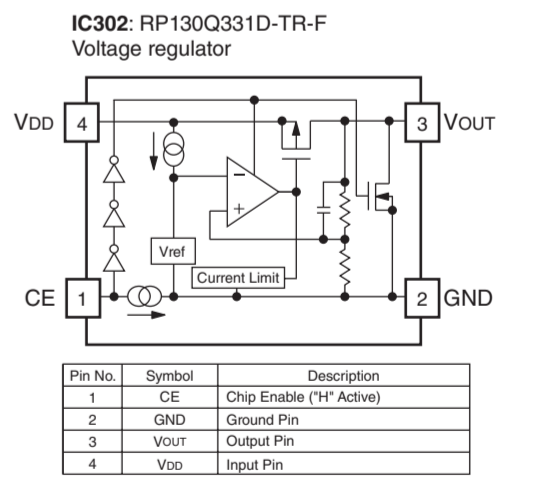 IC302: RP130Q331D-TR-F
Voltage regulator
VDD 4
3 VOUT
Vref
Current Limit
CE 1
2 GND
Pin No. Symbol Description
1 CE Chip Enable ("H" Active)
2 GND Ground Pin
3 VOUT Output Pin
4 VDD Input Pin